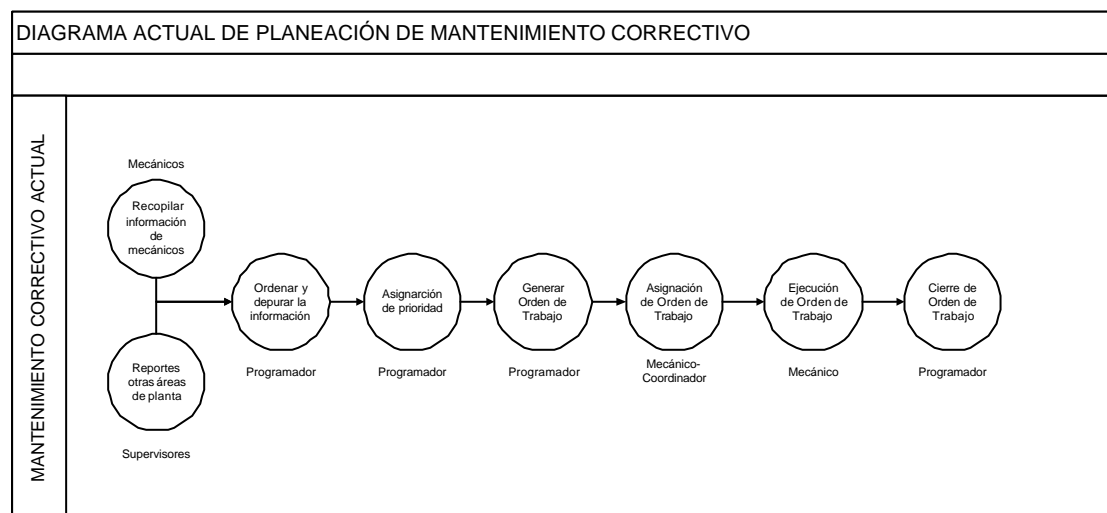 DIAGRAMA ACTUAL DE PLANEACIÓN DE MANTENIMIENTO CORRECTIVO
MANTENIMIENTO CORRECTIVO ACTUAL
Mecánicos
Recopilar
información
de
mecánicos
Reportes
otras áreas
de planta
Supervisores
Ordenar y
depurar la
información
Programador
Asignarción
de prioridad
Programador
Generar
Orden de
Trabajo
Programador
Asignación
de Orden de
Trabajo
Mecánico-
Coordinador
Ejecución
de Orden de
Trabajo
Mecánico
Cierre de
Orden de
Trabajo
Programador